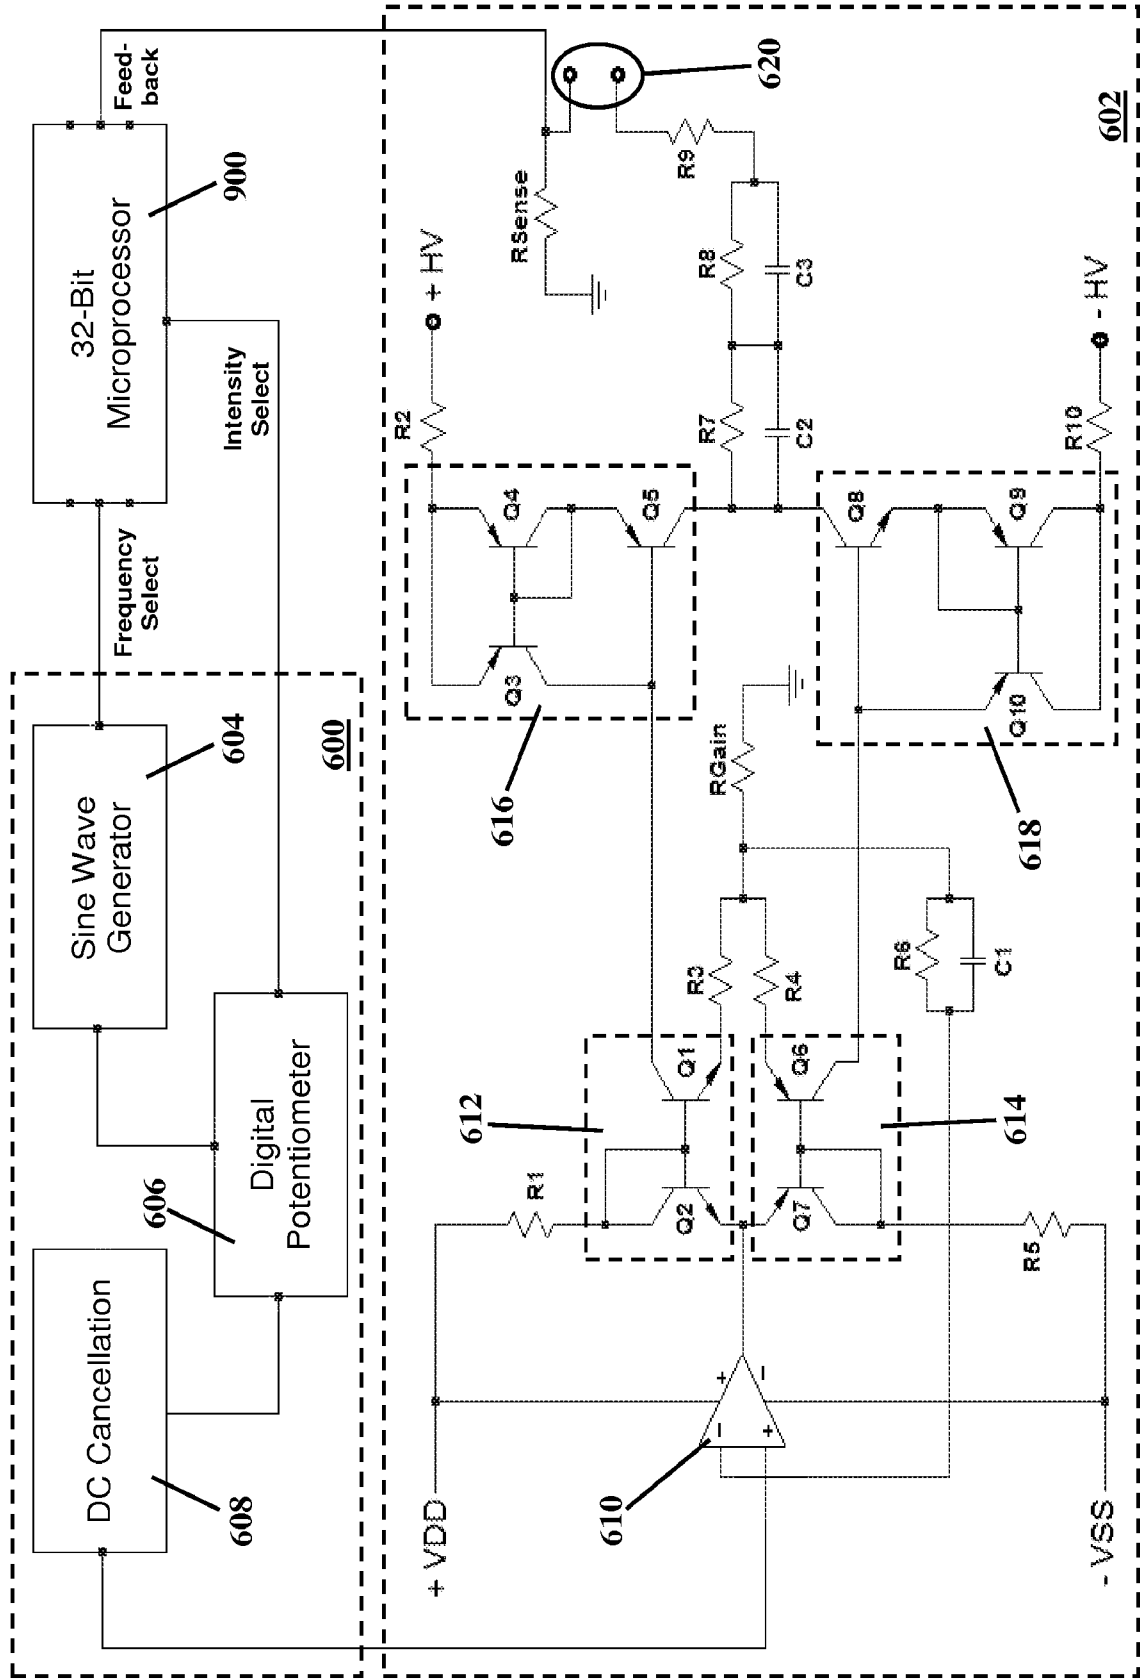 DC Cancellation
608
Sine Wave
Generator
604
Digital
Potentiometer
606
600
Frequency
Select
32-Bit
Microprocessor
900
Intensity
Select
Feed-
back
+ VDD
- VSS
610
R1
Q2
Q1
612
Q7
Q6
614
R5
R3
R4
R6
C1
RGain
Q3
Q4
Q5
616
R2
+ HV
Q8
Q9
Q10
618
R10
- HV
R7
C2
R8
C3
R9
RSense
620
602
+
-
-
+